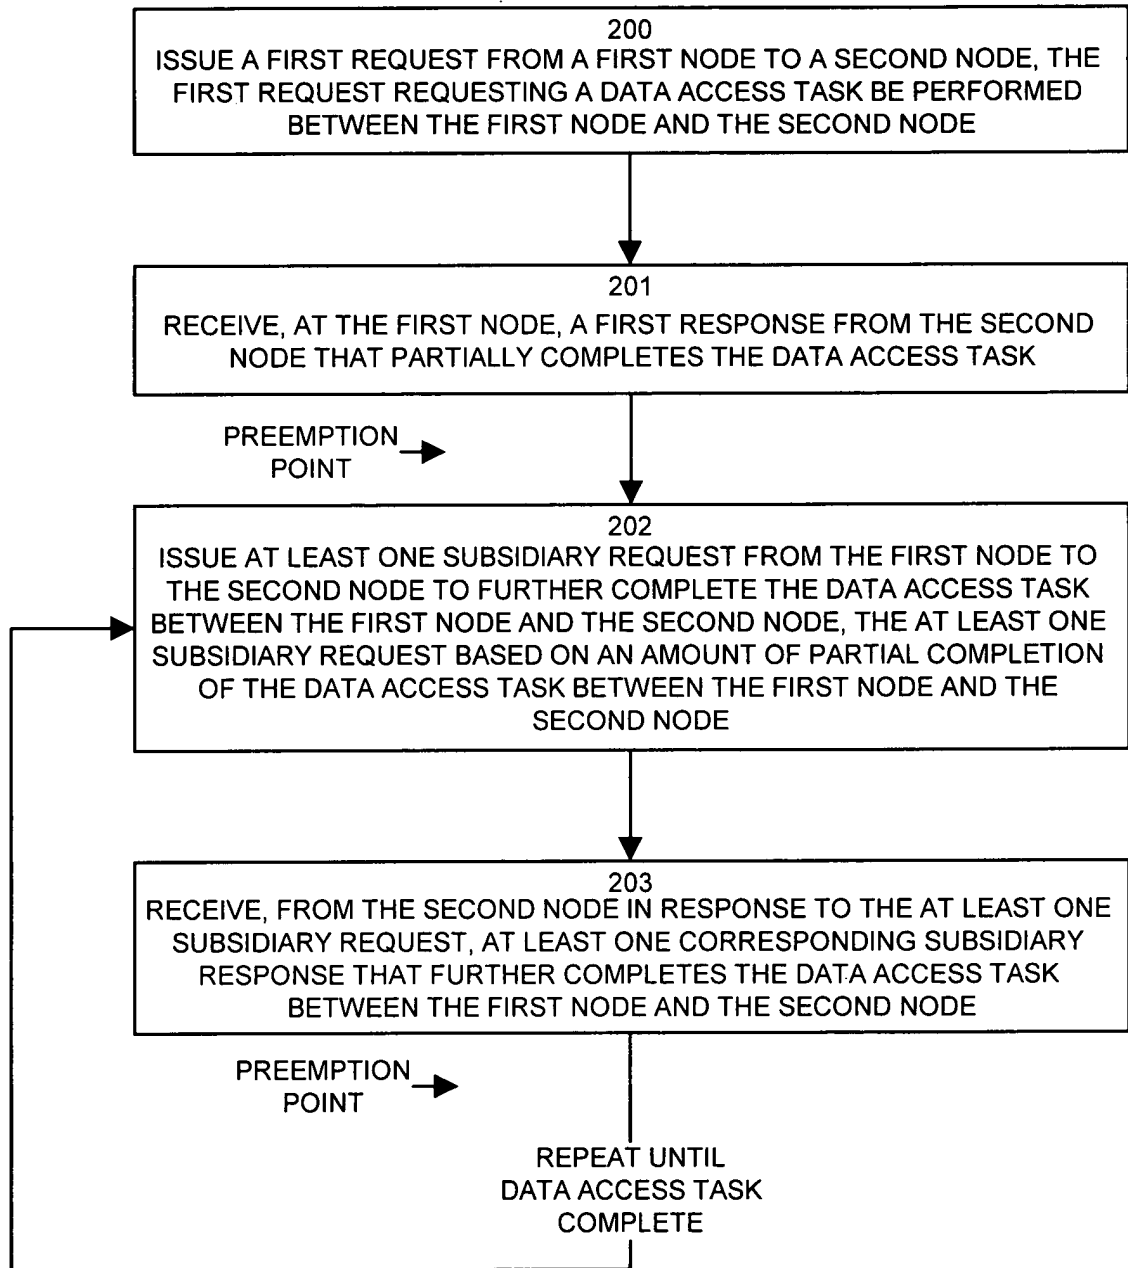 200
ISSUE A FIRST REQUEST FROM A FIRST NODE TO A SECOND NODE, THE
FIRST REQUEST REQUESTING A DATA ACCESS TASK BE PERFORMED
BETWEEN THE FIRST NODE AND THE SECOND NODE
201
RECEIVE, AT THE FIRST NODE, A FIRST RESPONSE FROM THE SECOND
NODE THAT PARTIALLY COMPLETES THE DATA ACCESS TASK
PREEMPTION
POINT
202
ISSUE AT LEAST ONE SUBSIDIARY REQUEST FROM THE FIRST NODE TO
THE SECOND NODE TO FURTHER COMPLETE THE DATA ACCESS TASK
BETWEEN THE FIRST NODE AND THE SECOND NODE, THE AT LEAST ONE
SUBSIDIARY REQUEST BASED ON AN AMOUNT OF PARTIAL COMPLETION
OF THE DATA ACCESS TASK BETWEEN THE FIRST NODE AND THE
SECOND NODE
203
RECEIVE, FROM THE SECOND NODE IN RESPONSE TO THE AT LEAST ONE
SUBSIDIARY REQUEST, AT LEAST ONE CORRESPONDING SUBSIDIARY
RESPONSE THAT FURTHER COMPLETES THE DATA ACCESS TASK
BETWEEN THE FIRST NODE AND THE SECOND NODE
PREEMPTION
POINT
REPEAT UNTIL
DATA ACCESS TASK
COMPLETE